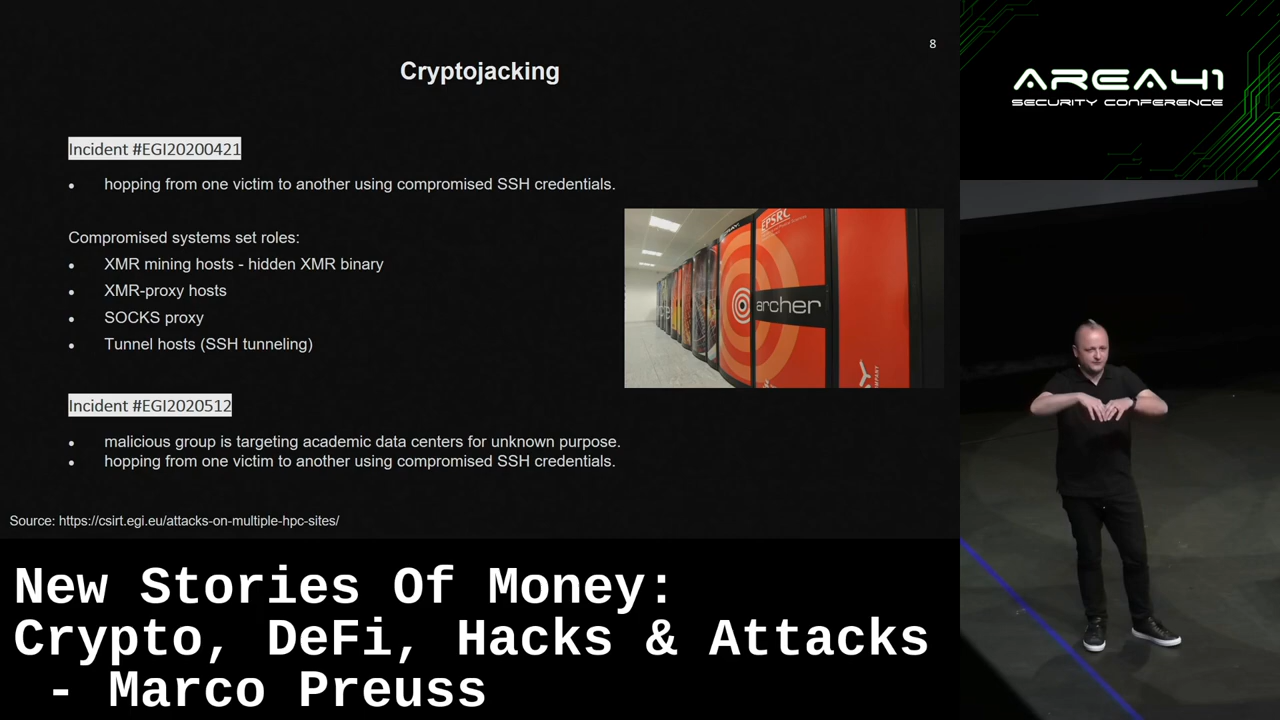 8
Cryptojacking
Incident #EGI20200421
• hopping from one victim to another using compromised SSH credentials.
Compromised systems set roles:
• XMR mining hosts - hidden XMR binary
• XMR-proxy hosts
• SOCKS proxy
• Tunnel hosts (SSH tunneling)
Incident #EGI2020512
• malicious group is targeting academic data centers for unknown purpose.
• hopping from one victim to another using compromised SSH credentials.
Source: https://csirt.egi.eu/attacks-on-multiple-hpc-sites/
EPSRC
archer
AREA41
SECURITY CONFERENCE
New Stories Of Money:
Crypto, DeFi, Hacks & Attacks
- Marco Preuss